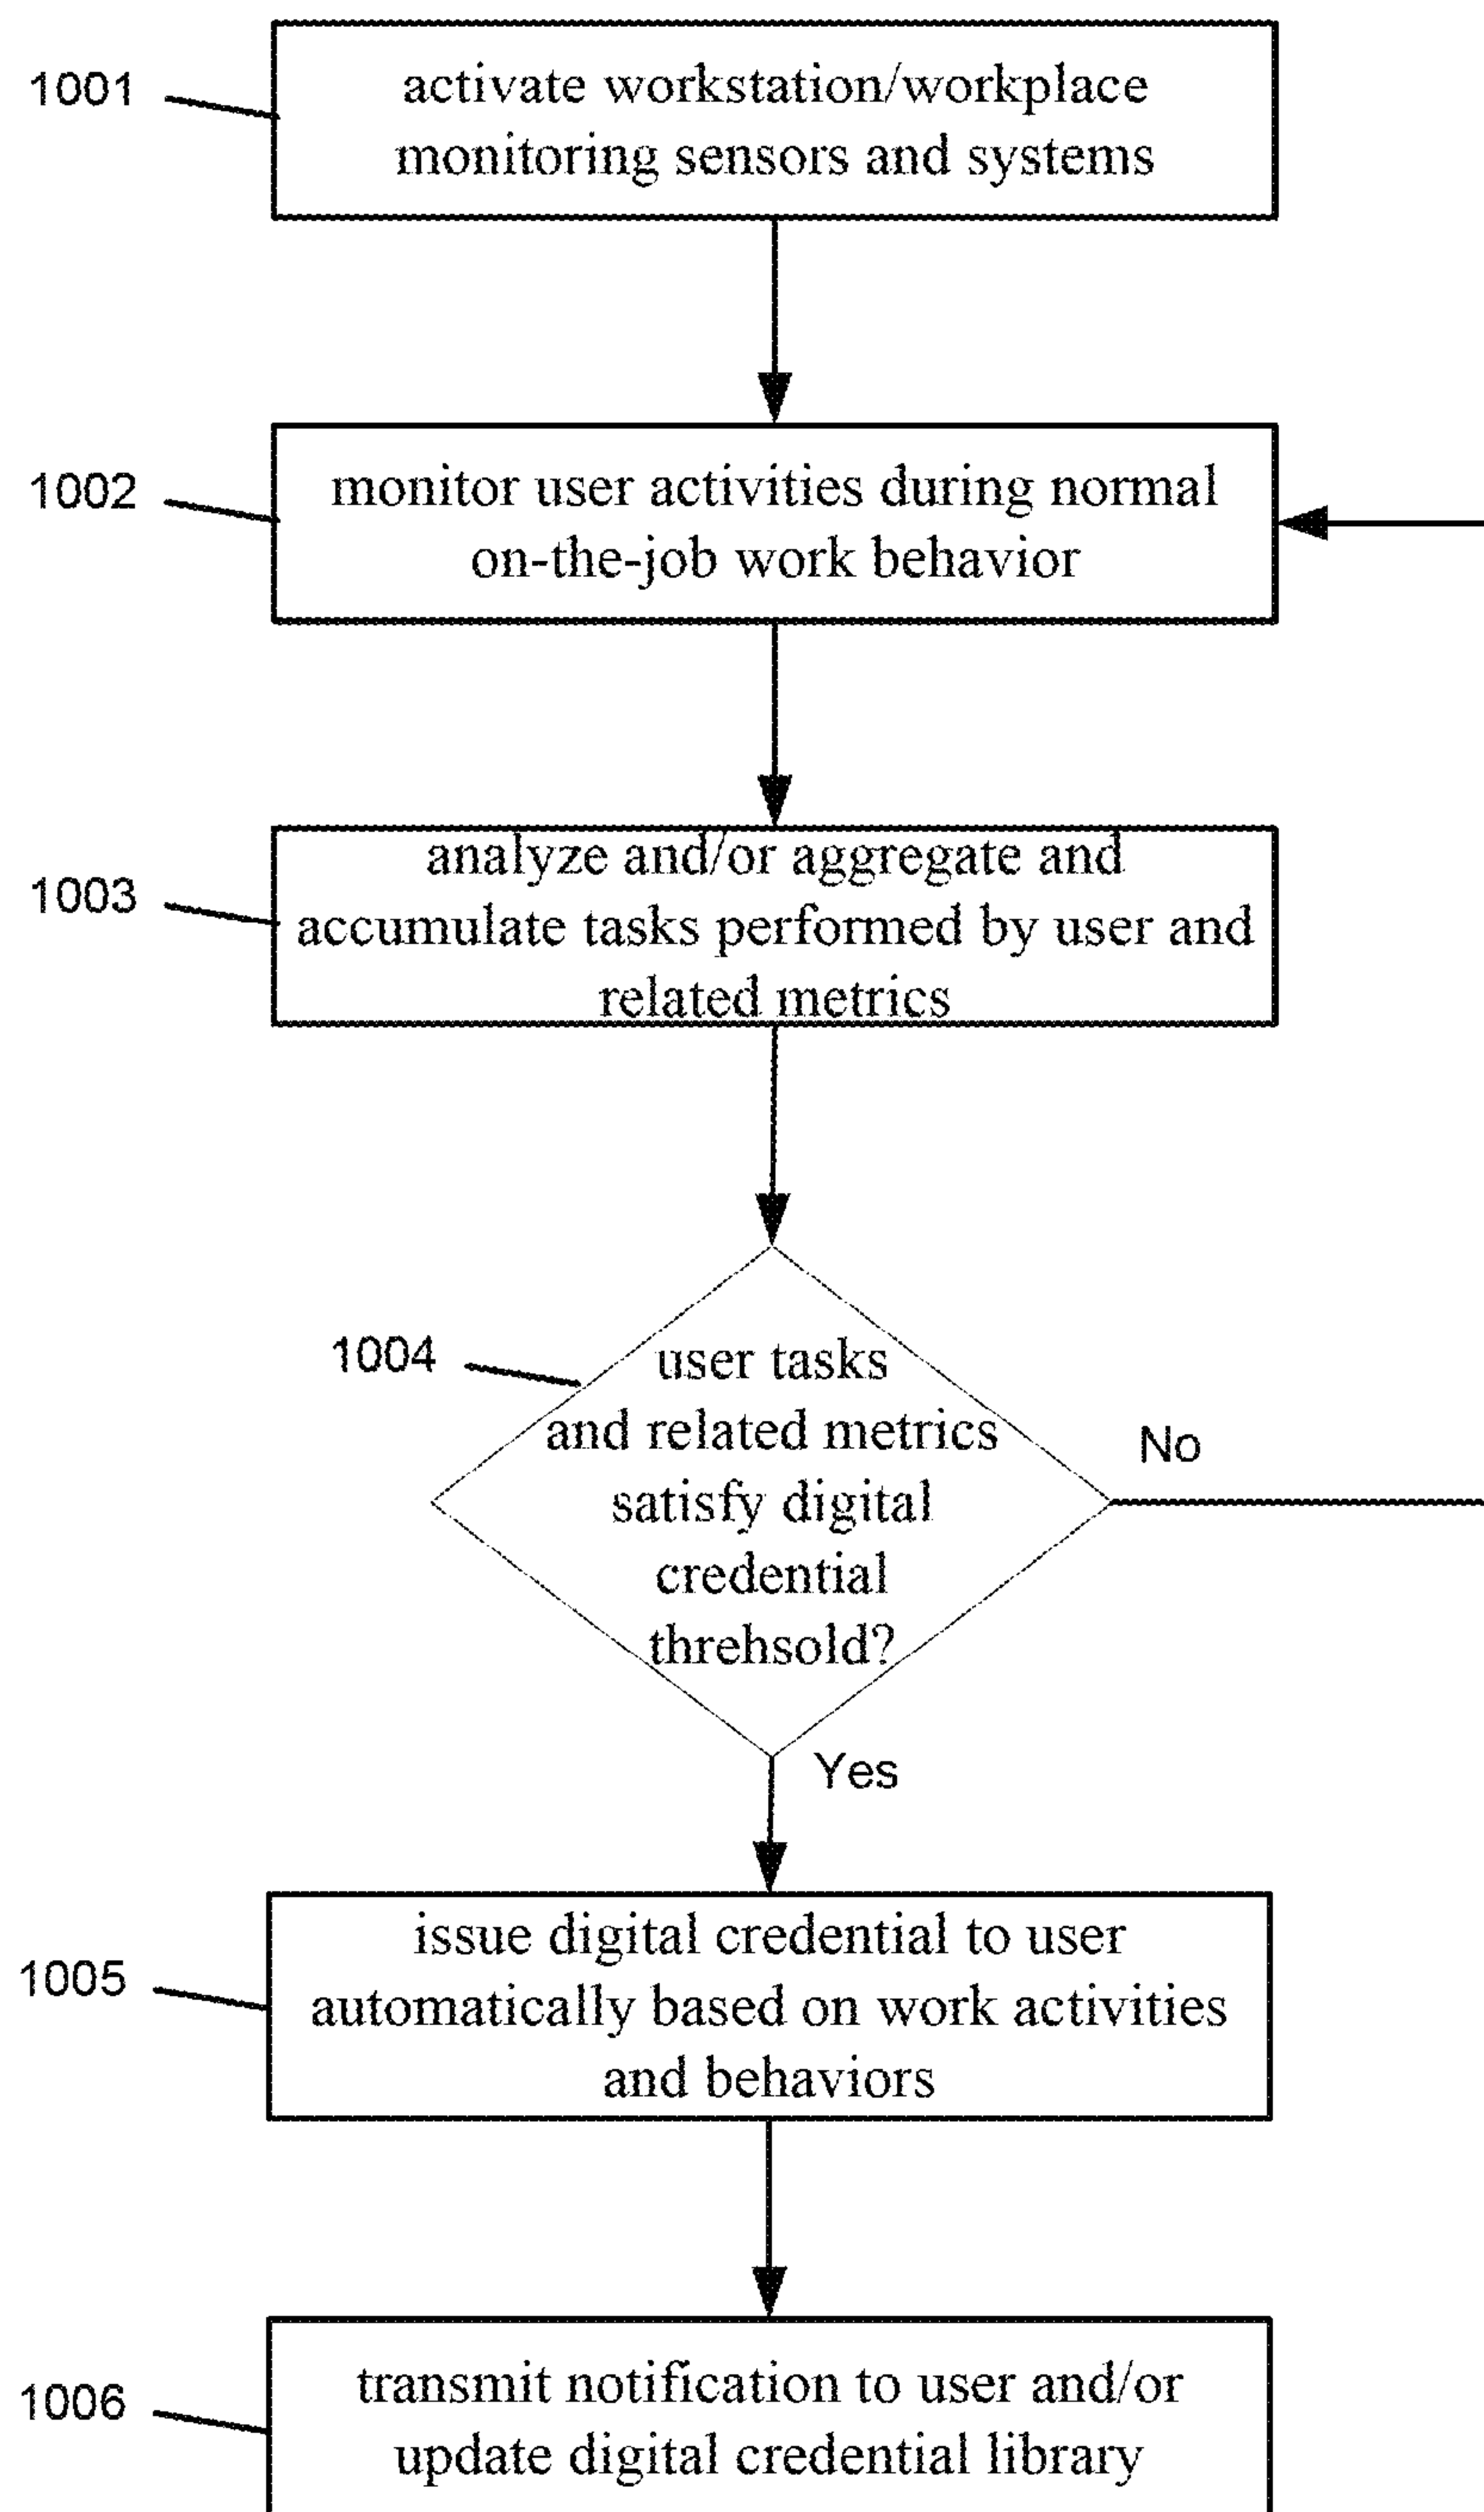 1001
activate workstation/workplace
monitoring sensors and systems
1002
monitor user activities during normal
on-the-job work behavior
1003
analyze and/or aggregate and
accumulate tasks performed by user and
related metrics
1004
user tasks
and related metrics
satisfy digital
credential
threhsold?
No
Yes
1005
issue digital credential to user
automatically based on work activities
and behaviors
1006
transmit notification to user and/or
update digital credential library